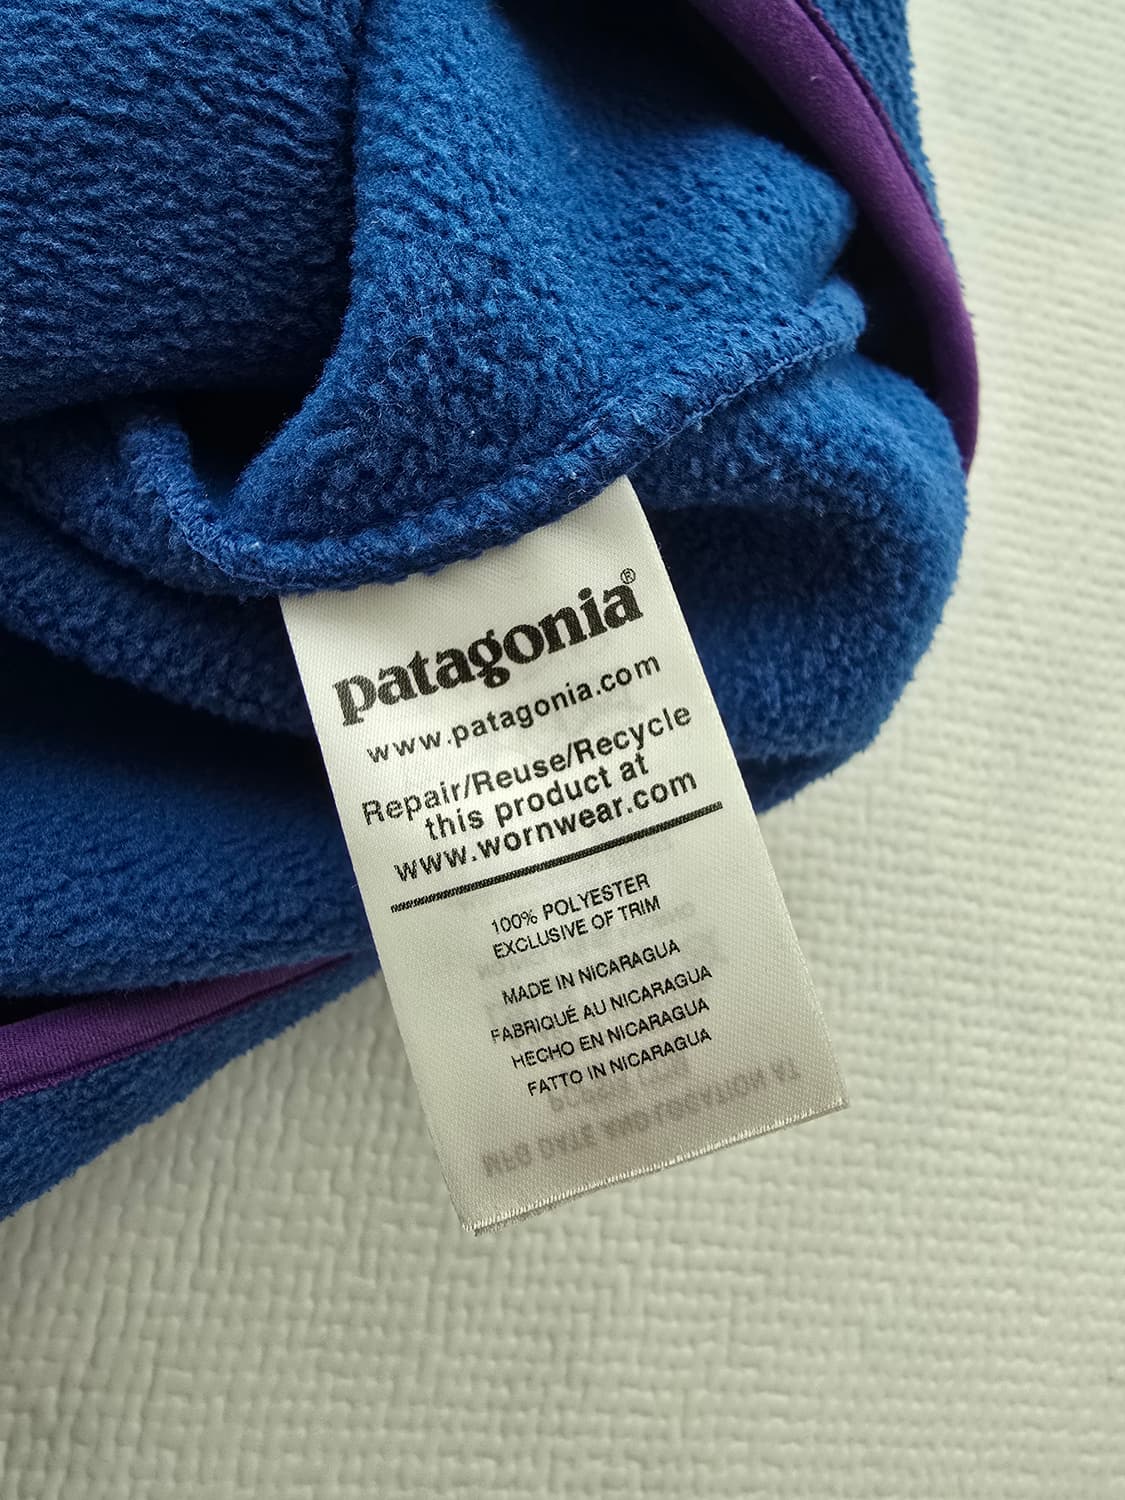 patagonia®
www.patagonia.com
Repair/Reuse/Recycle
this product at
www.wornwear.com
100% POLYESTER
EXCLUSIVE OF TRIM
MADE IN NICARAGUA
FABRIQUÉ AU NICARAGUA
HECHO EN NICARAGUA
FATTO IN NICARAGUA